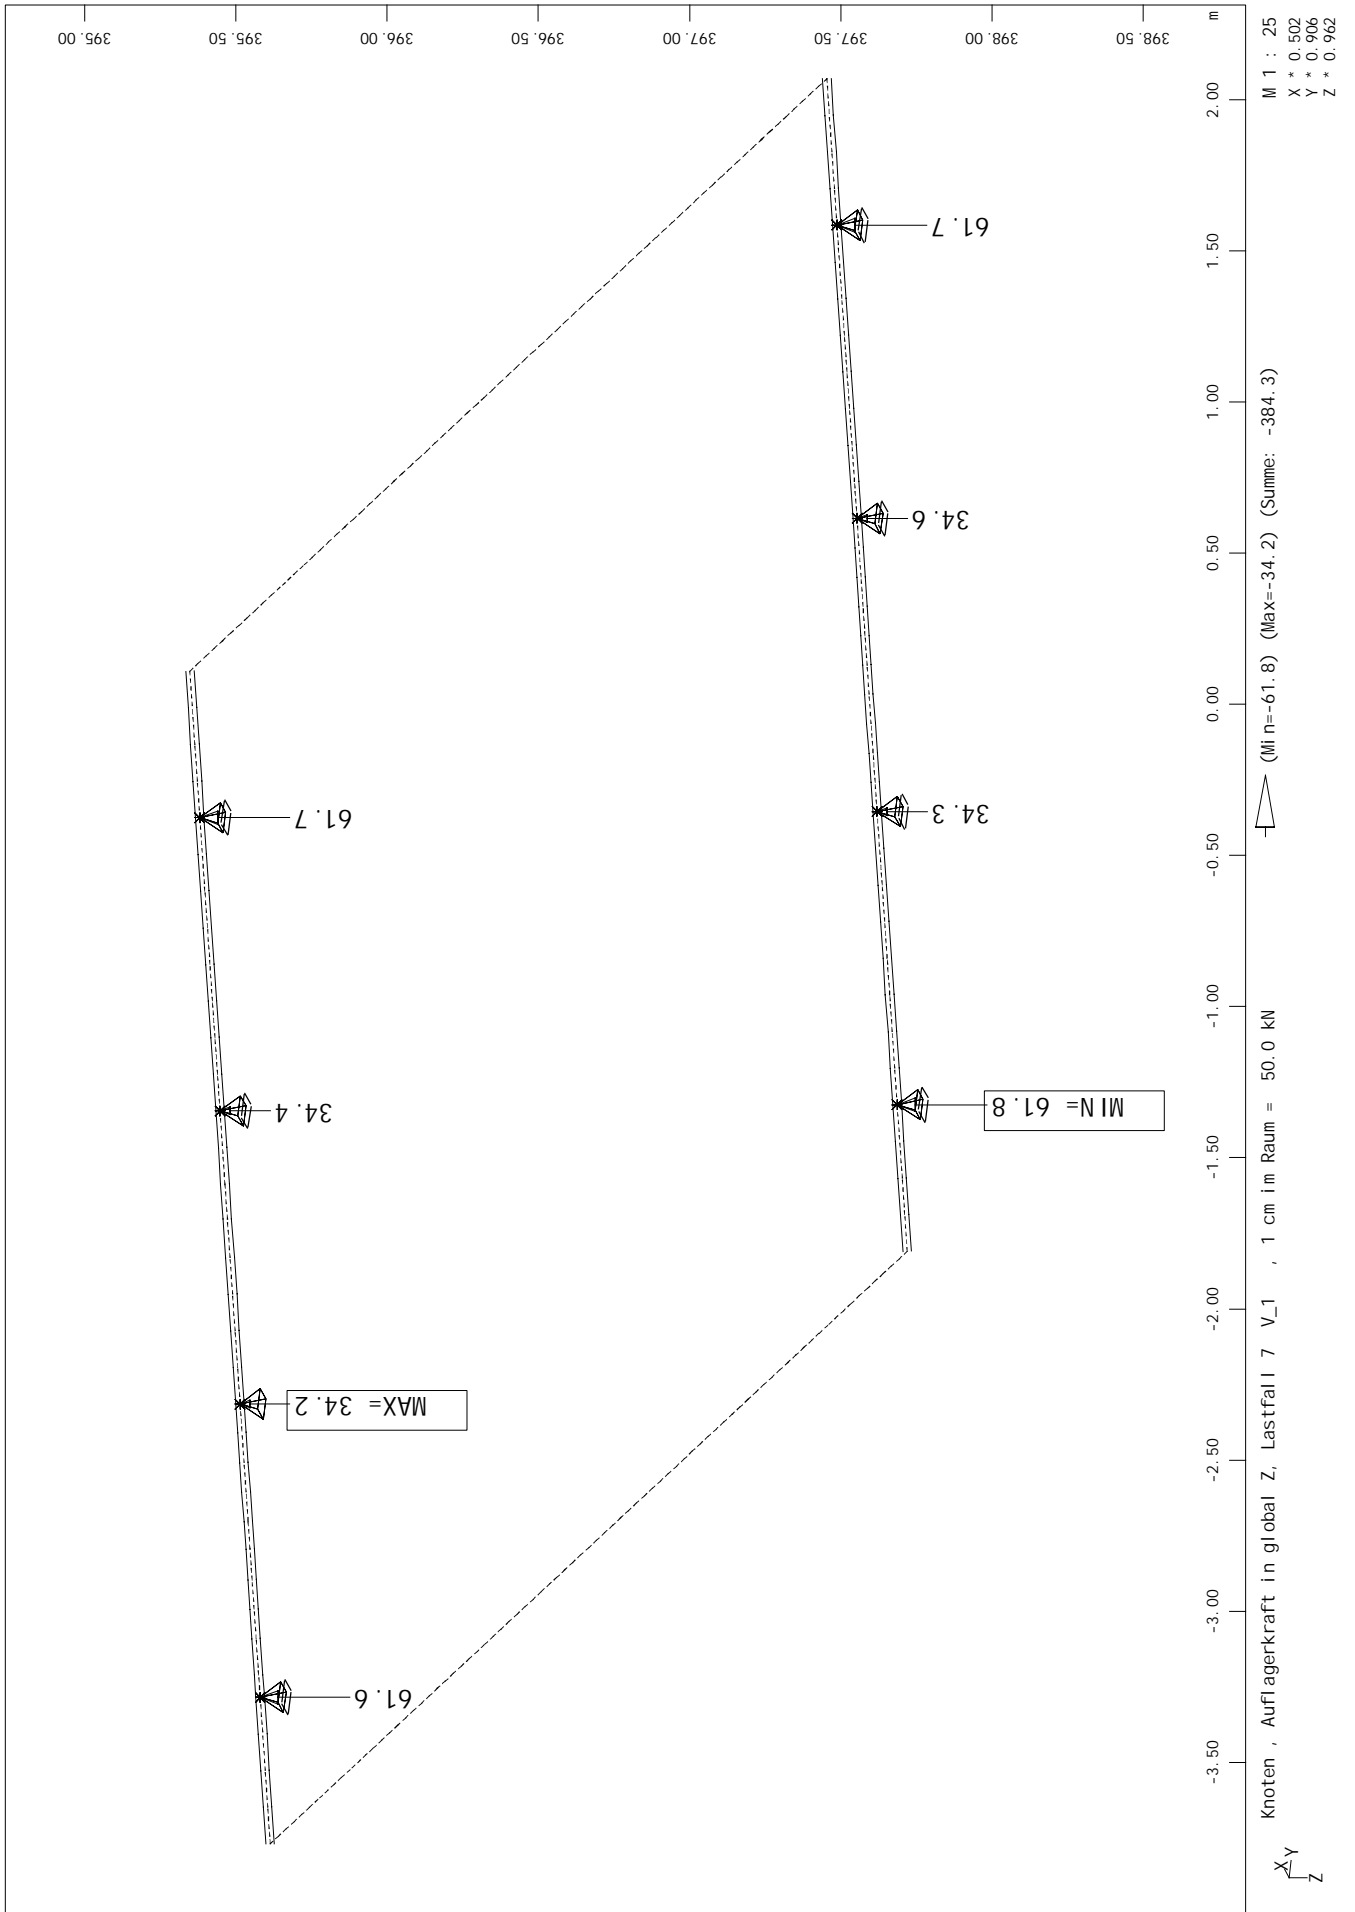 395.00
395.50
396.00
396.50
397.00
397.50
398.00
398.50
m
61.7
34.4
MAX= 34.2
61.6
61.7
34.6
34.3
MIN= 61.8
-3.50
-3.00
-2.50
-2.00
-1.50
-1.00
-0.50
0.00
0.50
1.00
1.50
2.00
Knoten , Auflagerkraft in global Z, Lastfall 7 V_1 , 1 cm im Raum = 50.0 kN (Min=-61.8) (Max=-34.2) (Summe: -384.3)
M 1 : 25
X * 0.502
Y * 0.906
Z * 0.962
X
Y
Z